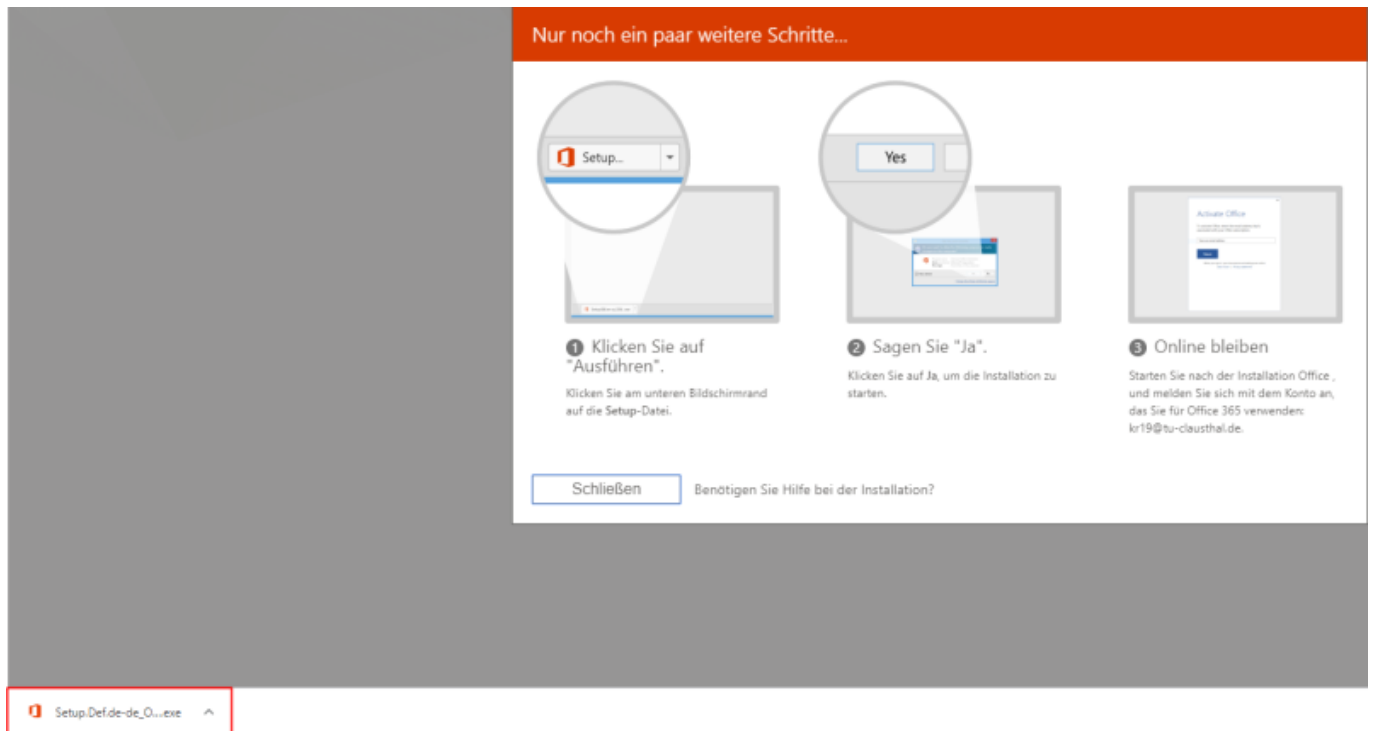 Nur noch ein paar weitere Schritte...
Setup...
Yes
Activate Office
❶ Klicken Sie auf
"Ausführen".
Klicken Sie am unteren Bildschirmrand
auf die Setup-Datei.
❷ Sagen Sie "Ja".
Klicken Sie auf Ja, um die Installation zu
starten.
❸ Online bleiben
Starten Sie nach der Installation Office ,
und melden Sie sich mit dem Konto an,
das Sie für Office 365 verwenden:
kr19@tu-clausthal.de.
Schließen
Benötigen Sie Hilfe bei der Installation?
Setup.Def.de-de_O....exe